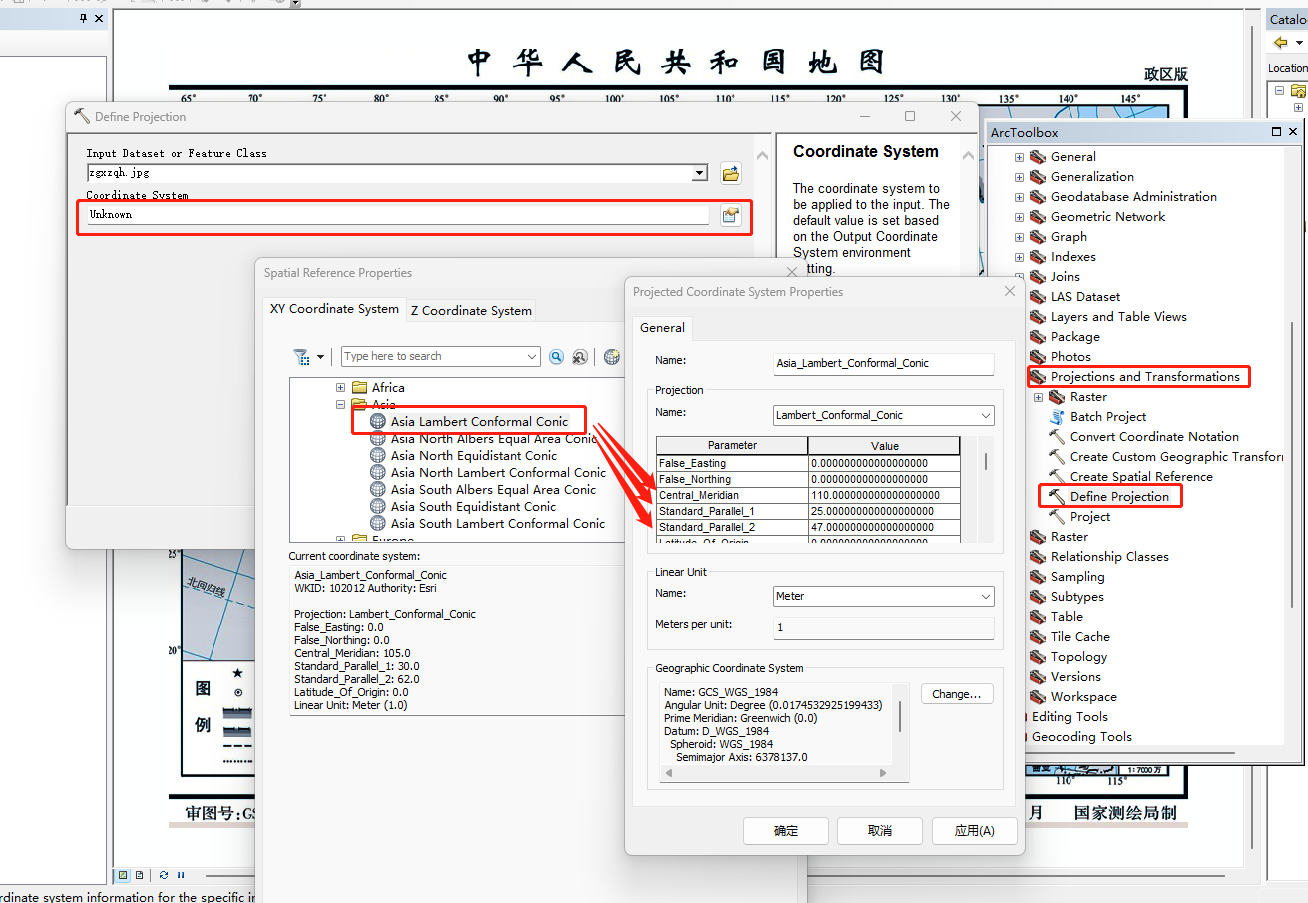 中华人民共和国地图
政区版
65° 70° 75° 80° 85° 90° 95° 100° 105° 110° 115° 120° 125° 130° 135° 140° 145°
Define Projection
Input Dataset or Feature Class
zgxzqh.jpg
Coordinate System
Unknown
Coordinate System
The coordinate system to
be applied to the input. The
default value is set based
on the Output Coordinate
System environment
Spatial Reference Properties
XY Coordinate System
Z Coordinate System
Type here to search
Africa
Asia
Asia Lambert Conformal Conic
Asia North Albers Equal Area Conic
Asia North Equidistant Conic
Asia North Lambert Conformal Conic
Asia South Albers Equal Area Conic
Asia South Equidistant Conic
Asia South Lambert Conformal Conic
Europe
Current coordinate system:
Asia_Lambert_Conformal_Conic
WKID: 102012 Authority: Esri
Projection: Lambert_Conformal_Conic
False_Easting: 0.0
False_Northing: 0.0
Central_Meridian: 105.0
Standard_Parallel_1: 30.0
Standard_Parallel_2: 62.0
Latitude_Of_Origin: 0.0
Linear Unit: Meter (1.0)
Projected Coordinate System Properties
General
Name:
Asia_Lambert_Conformal_Conic
Projection
Name:
Lambert_Conformal_Conic
Parameter Value
False_Easting 0.000000000000000000
False_Northing 0.000000000000000000
Central_Meridian 110.000000000000000000
Standard_Parallel_1 25.000000000000000000
Standard_Parallel_2 47.000000000000000000
Latitude_Of_Origin 0.000000000000000000
Linear Unit
Name:
Meter
Meters per unit:
1
Geographic Coordinate System
Name: GCS_WGS_1984
Angular Unit: Degree (0.0174532925199433)
Prime Meridian: Greenwich (0.0)
Datum: D_WGS_1984
Spheroid: WGS_1984
Semimajor Axis: 6378137.0
Change...
确定
取消
应用(A)
Catalo
Location
ArcToolbox
General
Generalization
Geodatabase Administration
Geometric Network
Graph
Indexes
Joins
LAS Dataset
Layers and Table Views
Package
Photos
Projections and Transformations
Raster
Batch Project
Convert Coordinate Notation
Create Custom Geographic Transfor
Create Spatial Reference
Define Projection
Project
Raster
Relationship Classes
Sampling
Subtypes
Table
Tile Cache
Topology
Versions
Workspace
Editing Tools
Geocoding Tools
25°
北回归线
20°
图
例
1:7000万
110° 115°
审图号:GS
月 国家测绘局制
rdinate system information for the specific in